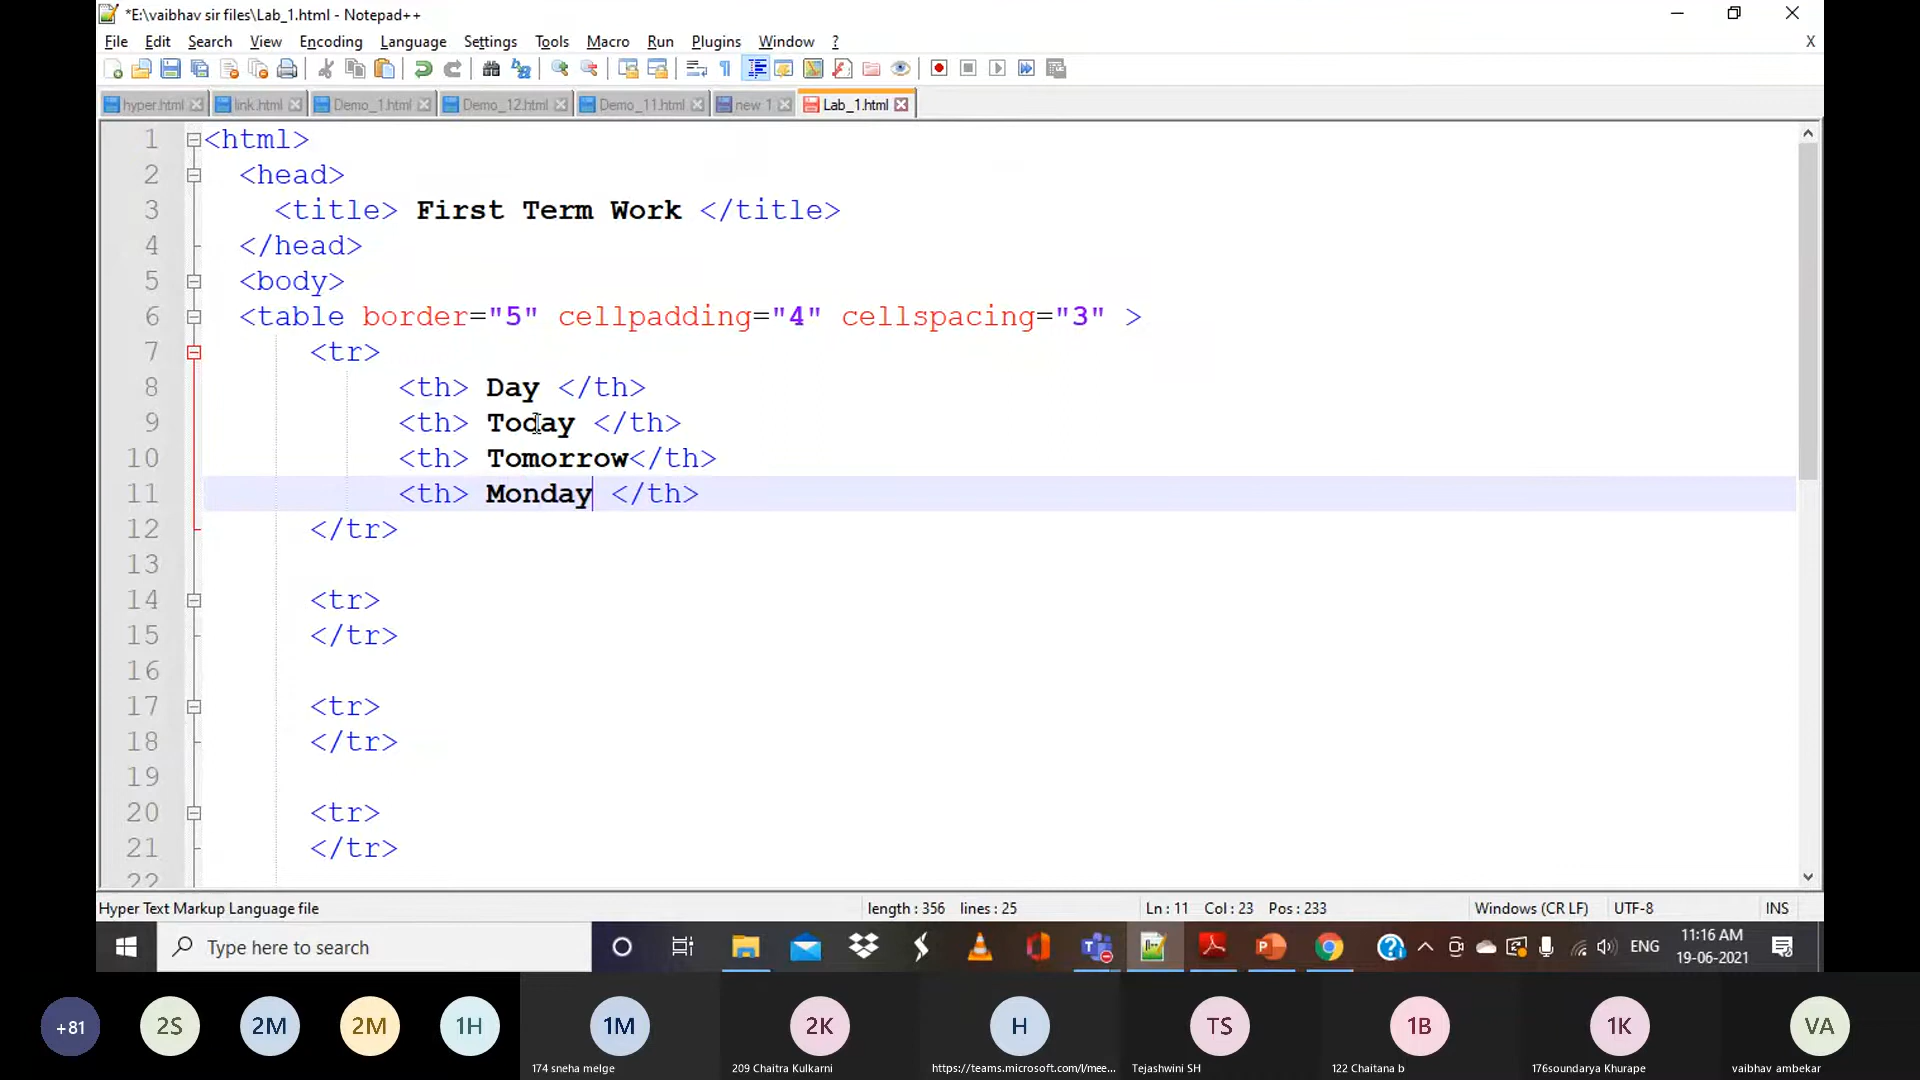 *E:\vaibhav sir files\Lab_1.html - Notepad++
File Edit Search View Encoding Language Settings Tools Macro Run Plugins Window ? X
hyper.html link.html Demo_1.html Demo_12.html Demo_11.html new 1 Lab_1.html
1 <html>
2 <head>
3 <title> First Term Work </title>
4 </head>
5 <body>
6 <table border="5" cellpadding="4" cellspacing="3" >
7 <tr>
8 <th> Day </th>
9 <th> Today </th>
10 <th> Tomorrow</th>
11 <th> Monday </th>
12 </tr>
13
14 <tr>
15 </tr>
16
17 <tr>
18 </tr>
19
20 <tr>
21 </tr>
22
Hyper Text Markup Language file length : 356 lines : 25 Ln : 11 Col : 23 Pos : 233 Windows (CR LF) UTF-8 INS
Type here to search ENG 11:16 AM
19-06-2021
+81 2S 2M 2M 1H 1M 2K H TS 1B 1K VA
174 sneha melge 209 Chaitra Kulkarni https://teams.microsoft.com/l/mee... Tejashwini SH 122 Chaitana b 176soundarya Khurape vaibhav ambekar